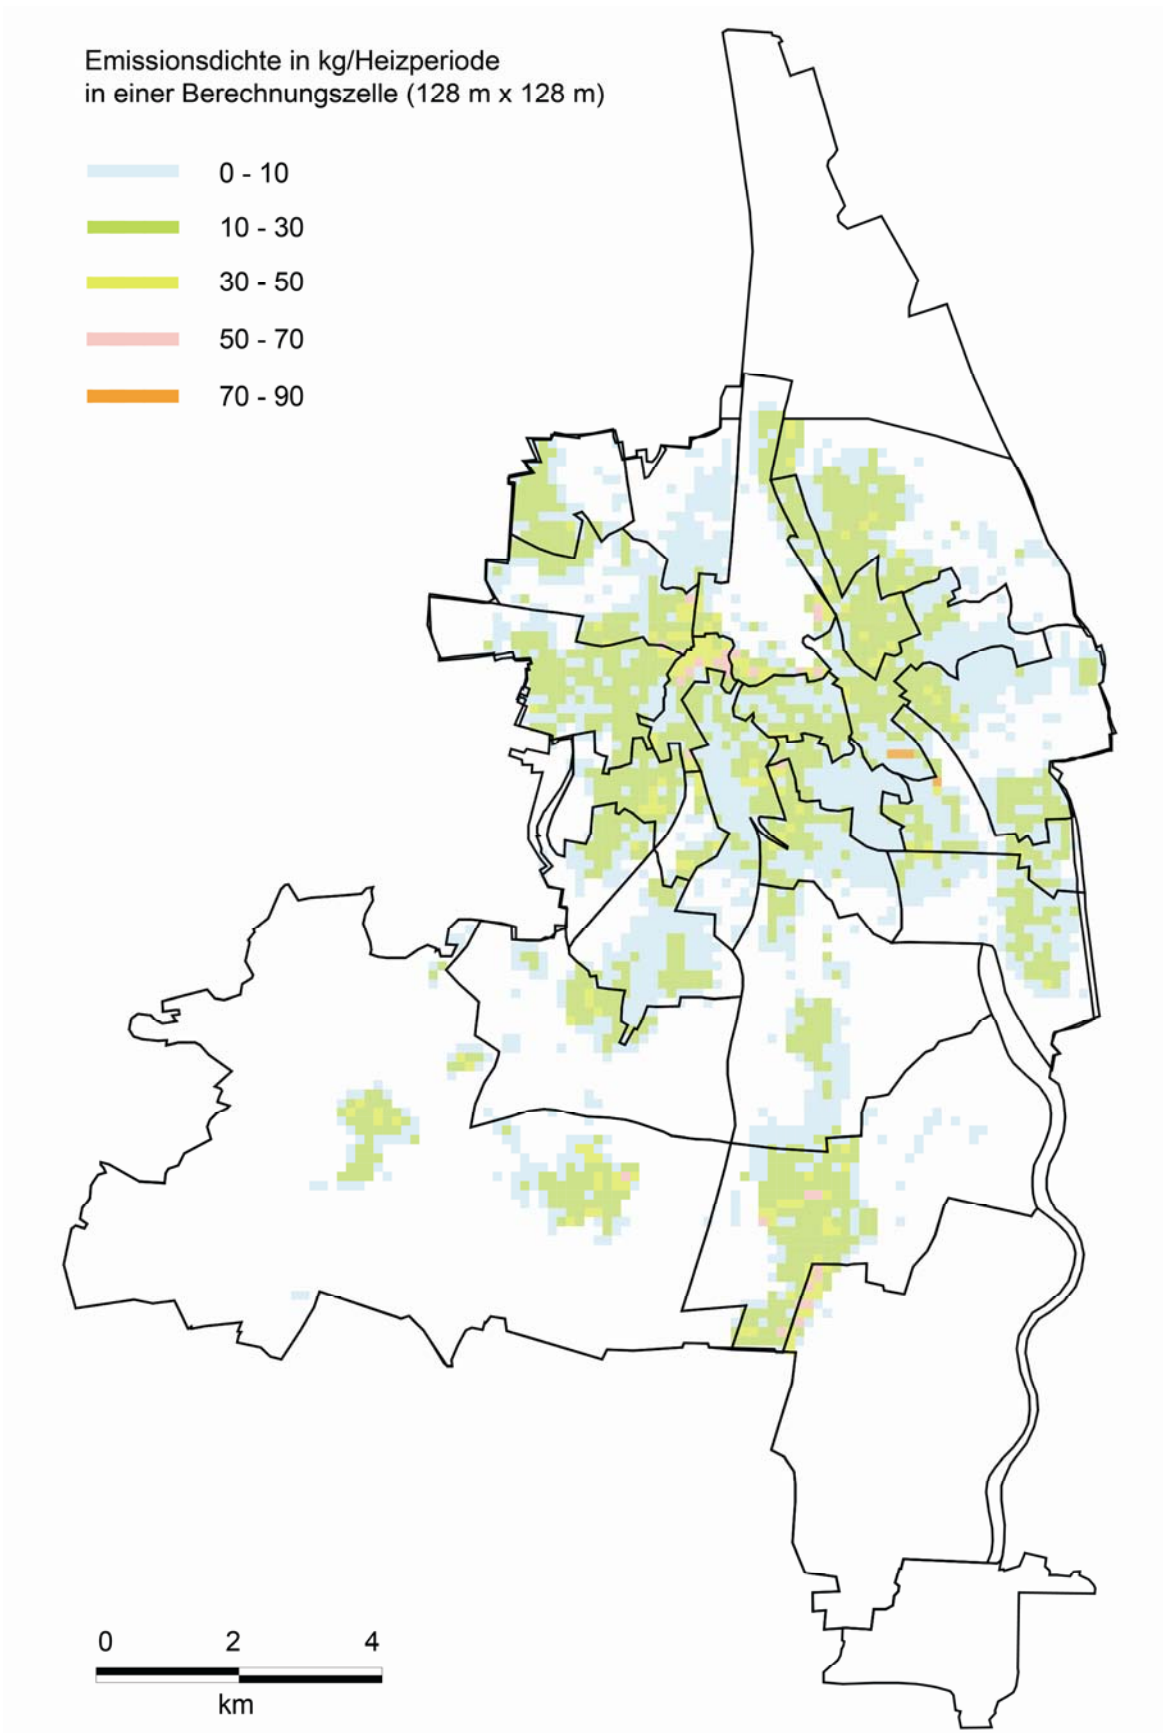 Emissionsdichte in kg/Heizperiode
in einer Berechnungszelle (128 m x 128 m)
0 - 10
10 - 30
30 - 50
50 - 70
70 - 90
0 2 4
km